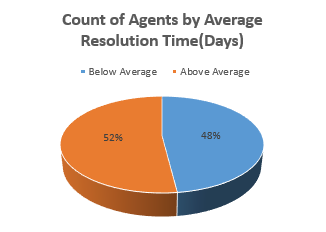 Count of Agents by Average
Resolution Time(Days)
Below Average Above Average
52% 48%